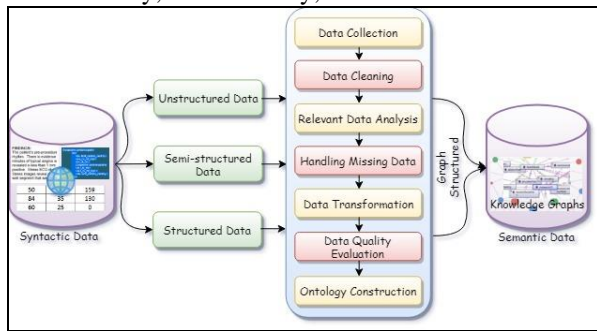 Data Collection
Data Cleaning
Unstructured Data
Relevant Data Analysis
Semi-structured Data
Handling Missing Data
Graph
Structured
Data Transformation
Structured Data
Data Quality
Evaluation
Ontology Construction
50 159
84 35 130
60 25 0
Syntactic Data
Knowledge Graphs
Semantic Data